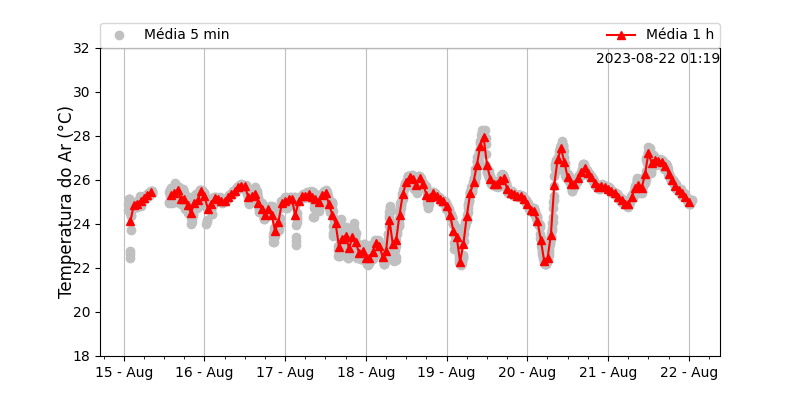 Média 5 min
Média 1 h
2023-08-22 01:19
Temperatura do Ar (°C)
32
30
28
26
24
22
20
18
15 - Aug
16 - Aug
17 - Aug
18 - Aug
19 - Aug
20 - Aug
21 - Aug
22 - Aug